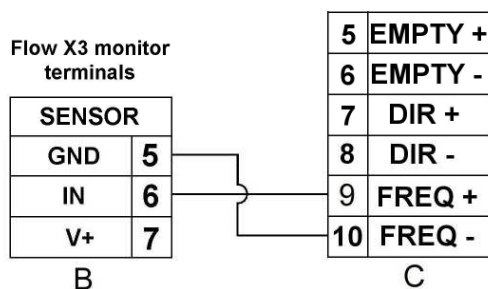 Flow X3 monitor
terminals
SENSOR
GND 5
IN 6
V+ 7
B
5 EMPTY +
6 EMPTY -
7 DIR +
8 DIR -
9 FREQ +
10 FREQ -
C